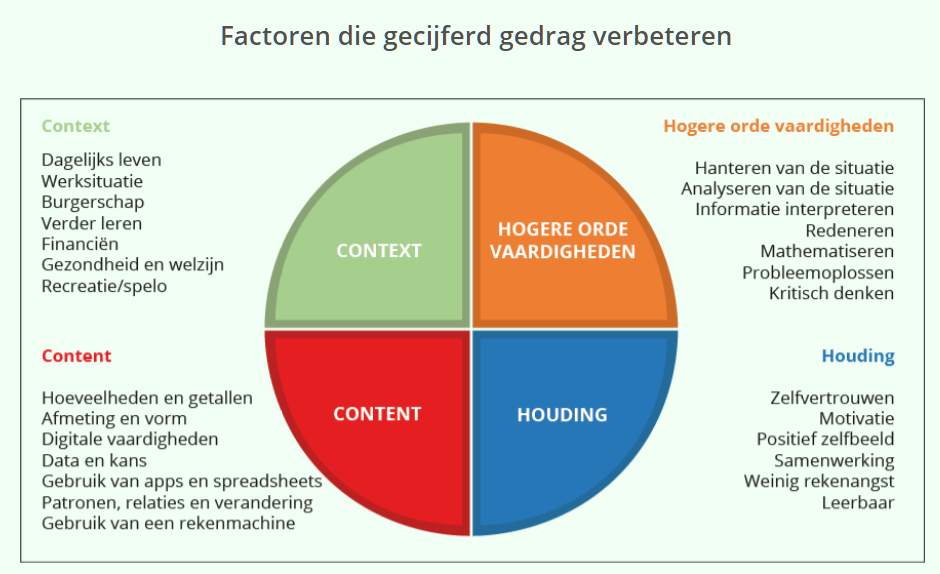 Factoren die gecijferd gedrag verbeteren
Context
Dagelijks leven
Werksituatie
Burgerschap
Verder leren
Financiën
Gezondheid en welzijn
Recreatie/spelo
Hogere orde vaardigheden
Hanteren van de situatie
Analyseren van de situatie
Informatie interpreteren
Redeneren
Mathematiseren
Probleemoplossen
Kritisch denken
CONTEXT
HOGERE ORDE
VAARDIGHEDEN
CONTENT
HOUDING
Content
Hoeveelheden en getallen
Afmeting en vorm
Digitale vaardigheden
Data en kans
Gebruik van apps en spreadsheets
Patronen, relaties en verandering
Gebruik van een rekenmachine
Houding
Zelfvertrouwen
Motivatie
Positief zelfbeeld
Samenwerking
Weinig rekenangst
Leerbaar